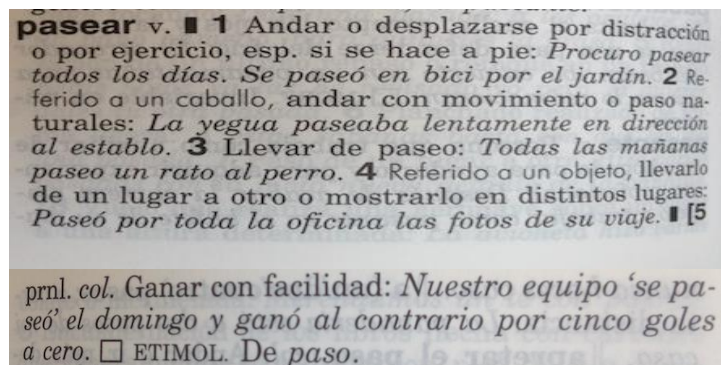 pasear v. ▮ 1 Andar o desplazarse por distracción
o por ejercicio, esp. si se hace a pie: Procuro pasear
todos los días. Se paseó en bici por el jardín. 2 Re-
ferido a un caballo, andar con movimiento o paso na-
turales: La yegua paseaba lentamente en dirección
al establo. 3 Llevar de paseo: Todas las mañanas
paseo un rato al perro. 4 Referido a un objeto, llevarlo
de un lugar a otro o mostrarlo en distintos lugares:
Paseó por toda la oficina las fotos de su viaje. ▮ [5
prnl. col. Ganar con facilidad: Nuestro equipo ‘se pa-
seó’ el domingo y ganó al contrario por cinco goles
a cero. □ ETIMOL. De paso.